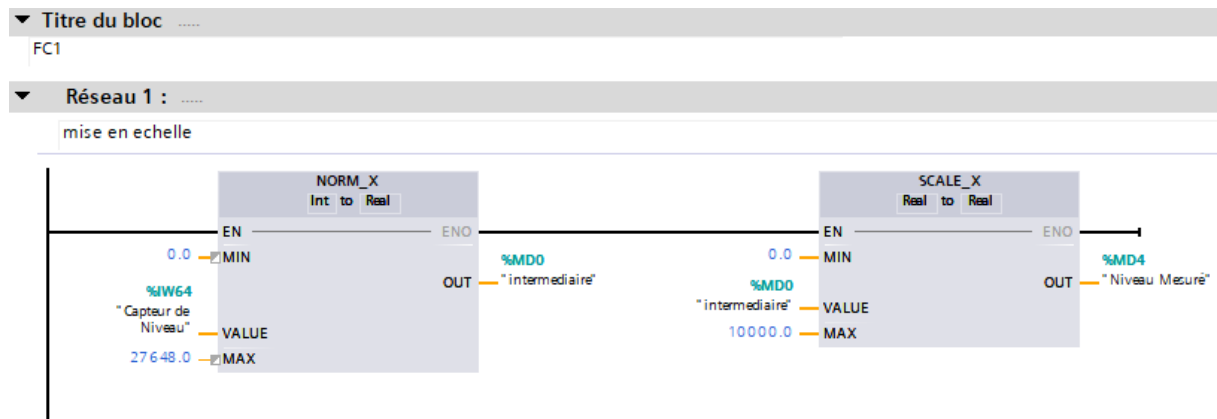 Titre du bloc .....
FC1
Réseau 1 : .....
mise en echelle
NORM_X
Int to Real
EN
ENO
0.0
MIN
%MD0
OUT
"intermediaire"
%IW64
"Capteur de
Niveau"
VALUE
27648.0
MAX
SCALE_X
Real to Real
EN
ENO
0.0
MIN
%MD4
OUT
"Niveau Mesuré"
%MD0
"intermediaire"
VALUE
10000.0
MAX